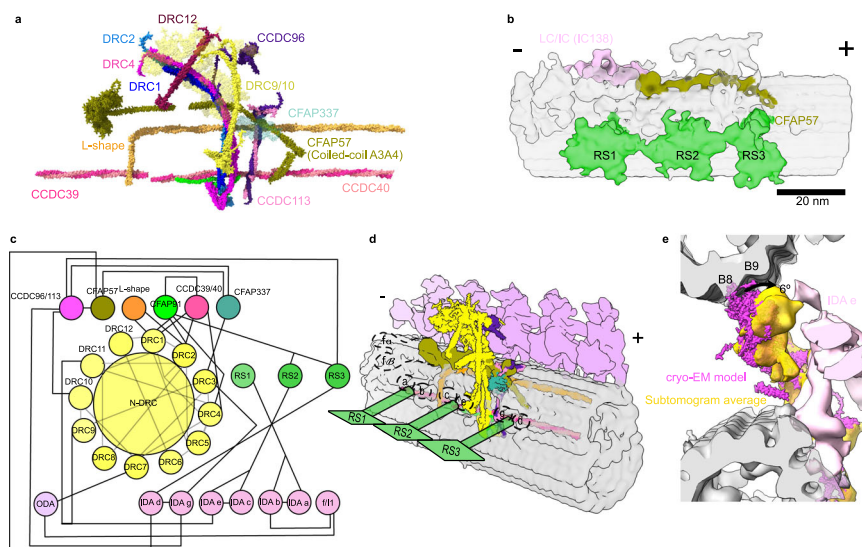 a
DRC12
DRC2
CCDC96
DRC4
DRC1
DRC9/10
CFAP337
L-shape
CFAP57
(Coiled-coil A3A4)
CCDC39
CCDC40
CCDC113
b
-
LC/IC (IC138)
+
CFAP57
RS1
RS2
RS3
20 nm
c
CCDC96/113
CFAP57
L-shape
CFAP91
CCDC39/40
CFAP337
DRC12
DRC1
DRC11
DRC2
DRC10
DRC3
RS1
RS2
RS3
N-DRC
DRC4
DRC9
DRC5
DRC8
DRC6
DRC7
ODA
IDA d
IDA g
IDA e
IDA c
IDA b
IDA a
f/I1
d
-
+
fα
fβ
a
b
c
e
g
d
RS1
RS2
RS3
e
B9
B8
6°
IDA e
cryo-EM model
Subtomogram average